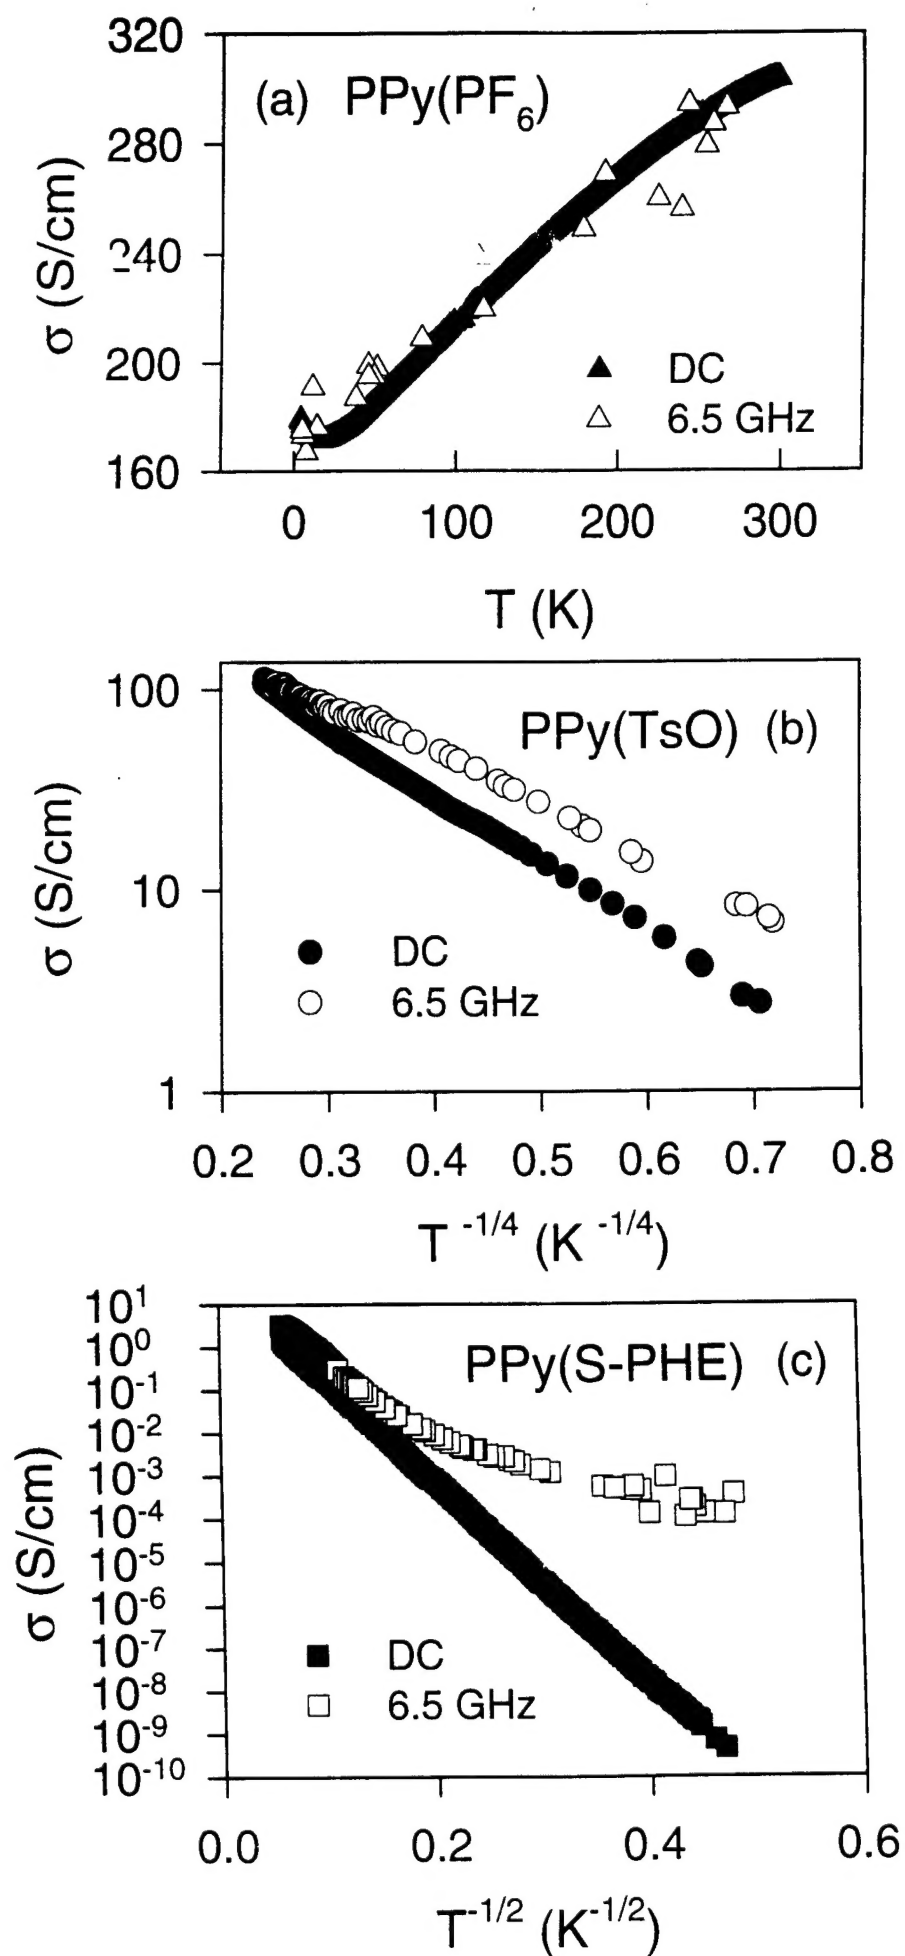 320
280
240
200
160
σ (S/cm)
(a) PPy(PF₆)
DC
6.5 GHz
0 100 200 300
T (K)
100
10
1
σ (S/cm)
PPy(TsO) (b)
DC
6.5 GHz
0.2 0.3 0.4 0.5 0.6 0.7 0.8
T ⁻¹/⁴ (K ⁻¹/⁴)
10¹
10⁰
10⁻¹
10⁻²
10⁻³
10⁻⁴
10⁻⁵
10⁻⁶
10⁻⁷
10⁻⁸
10⁻⁹
10⁻¹⁰
σ (S/cm)
PPy(S-PHE) (c)
DC
6.5 GHz
0.0 0.2 0.4 0.6
T⁻¹/² (K⁻¹/²)